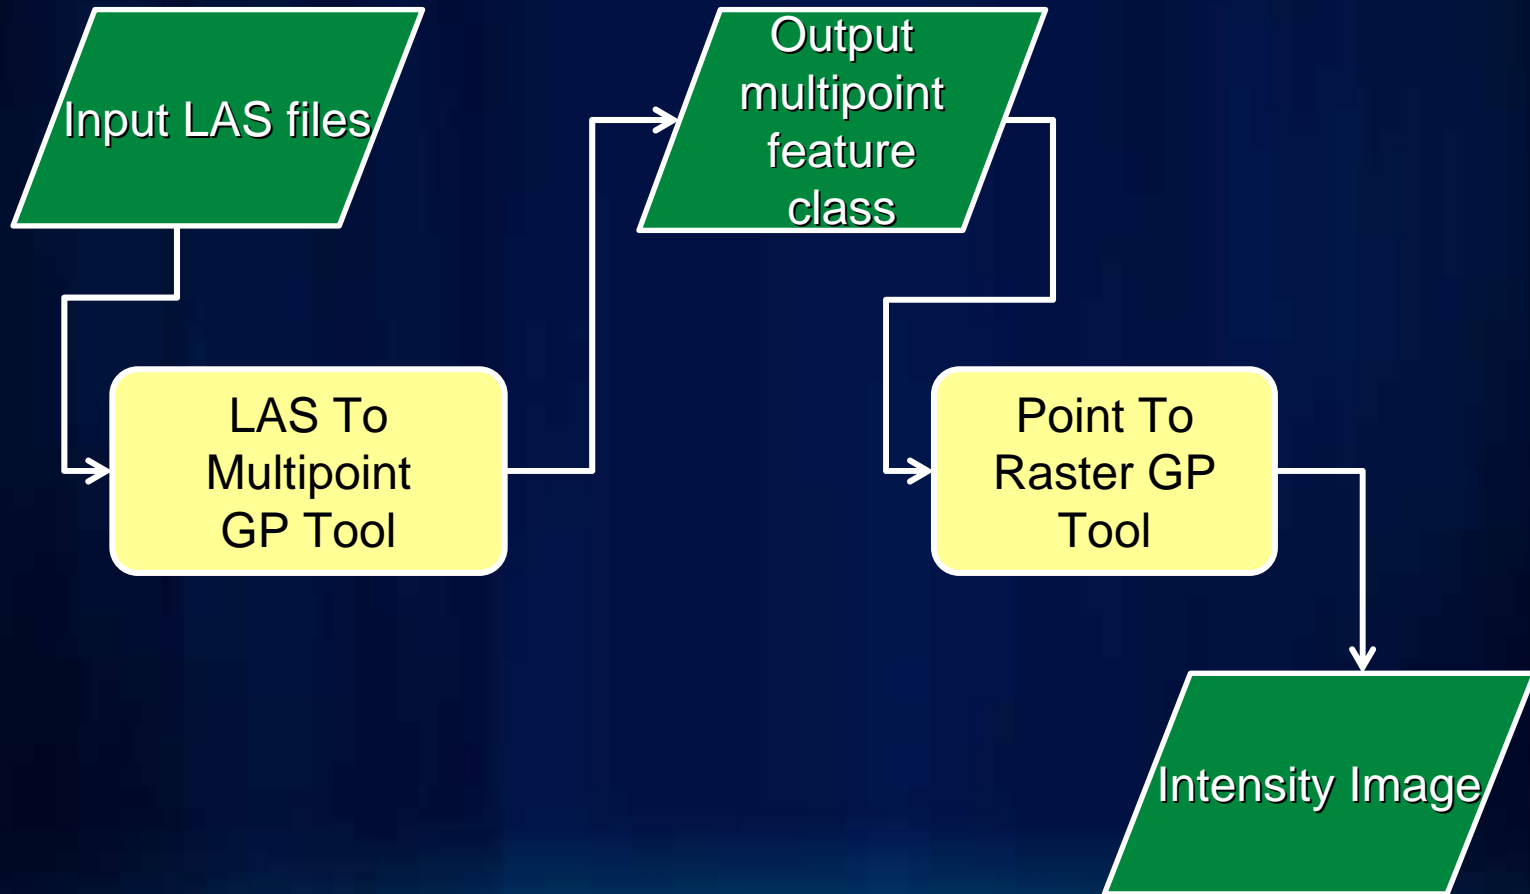 Input LAS files
Output
multipoint
feature
class
LAS To
Multipoint
GP Tool
Point To
Raster GP
Tool
Intensity Image